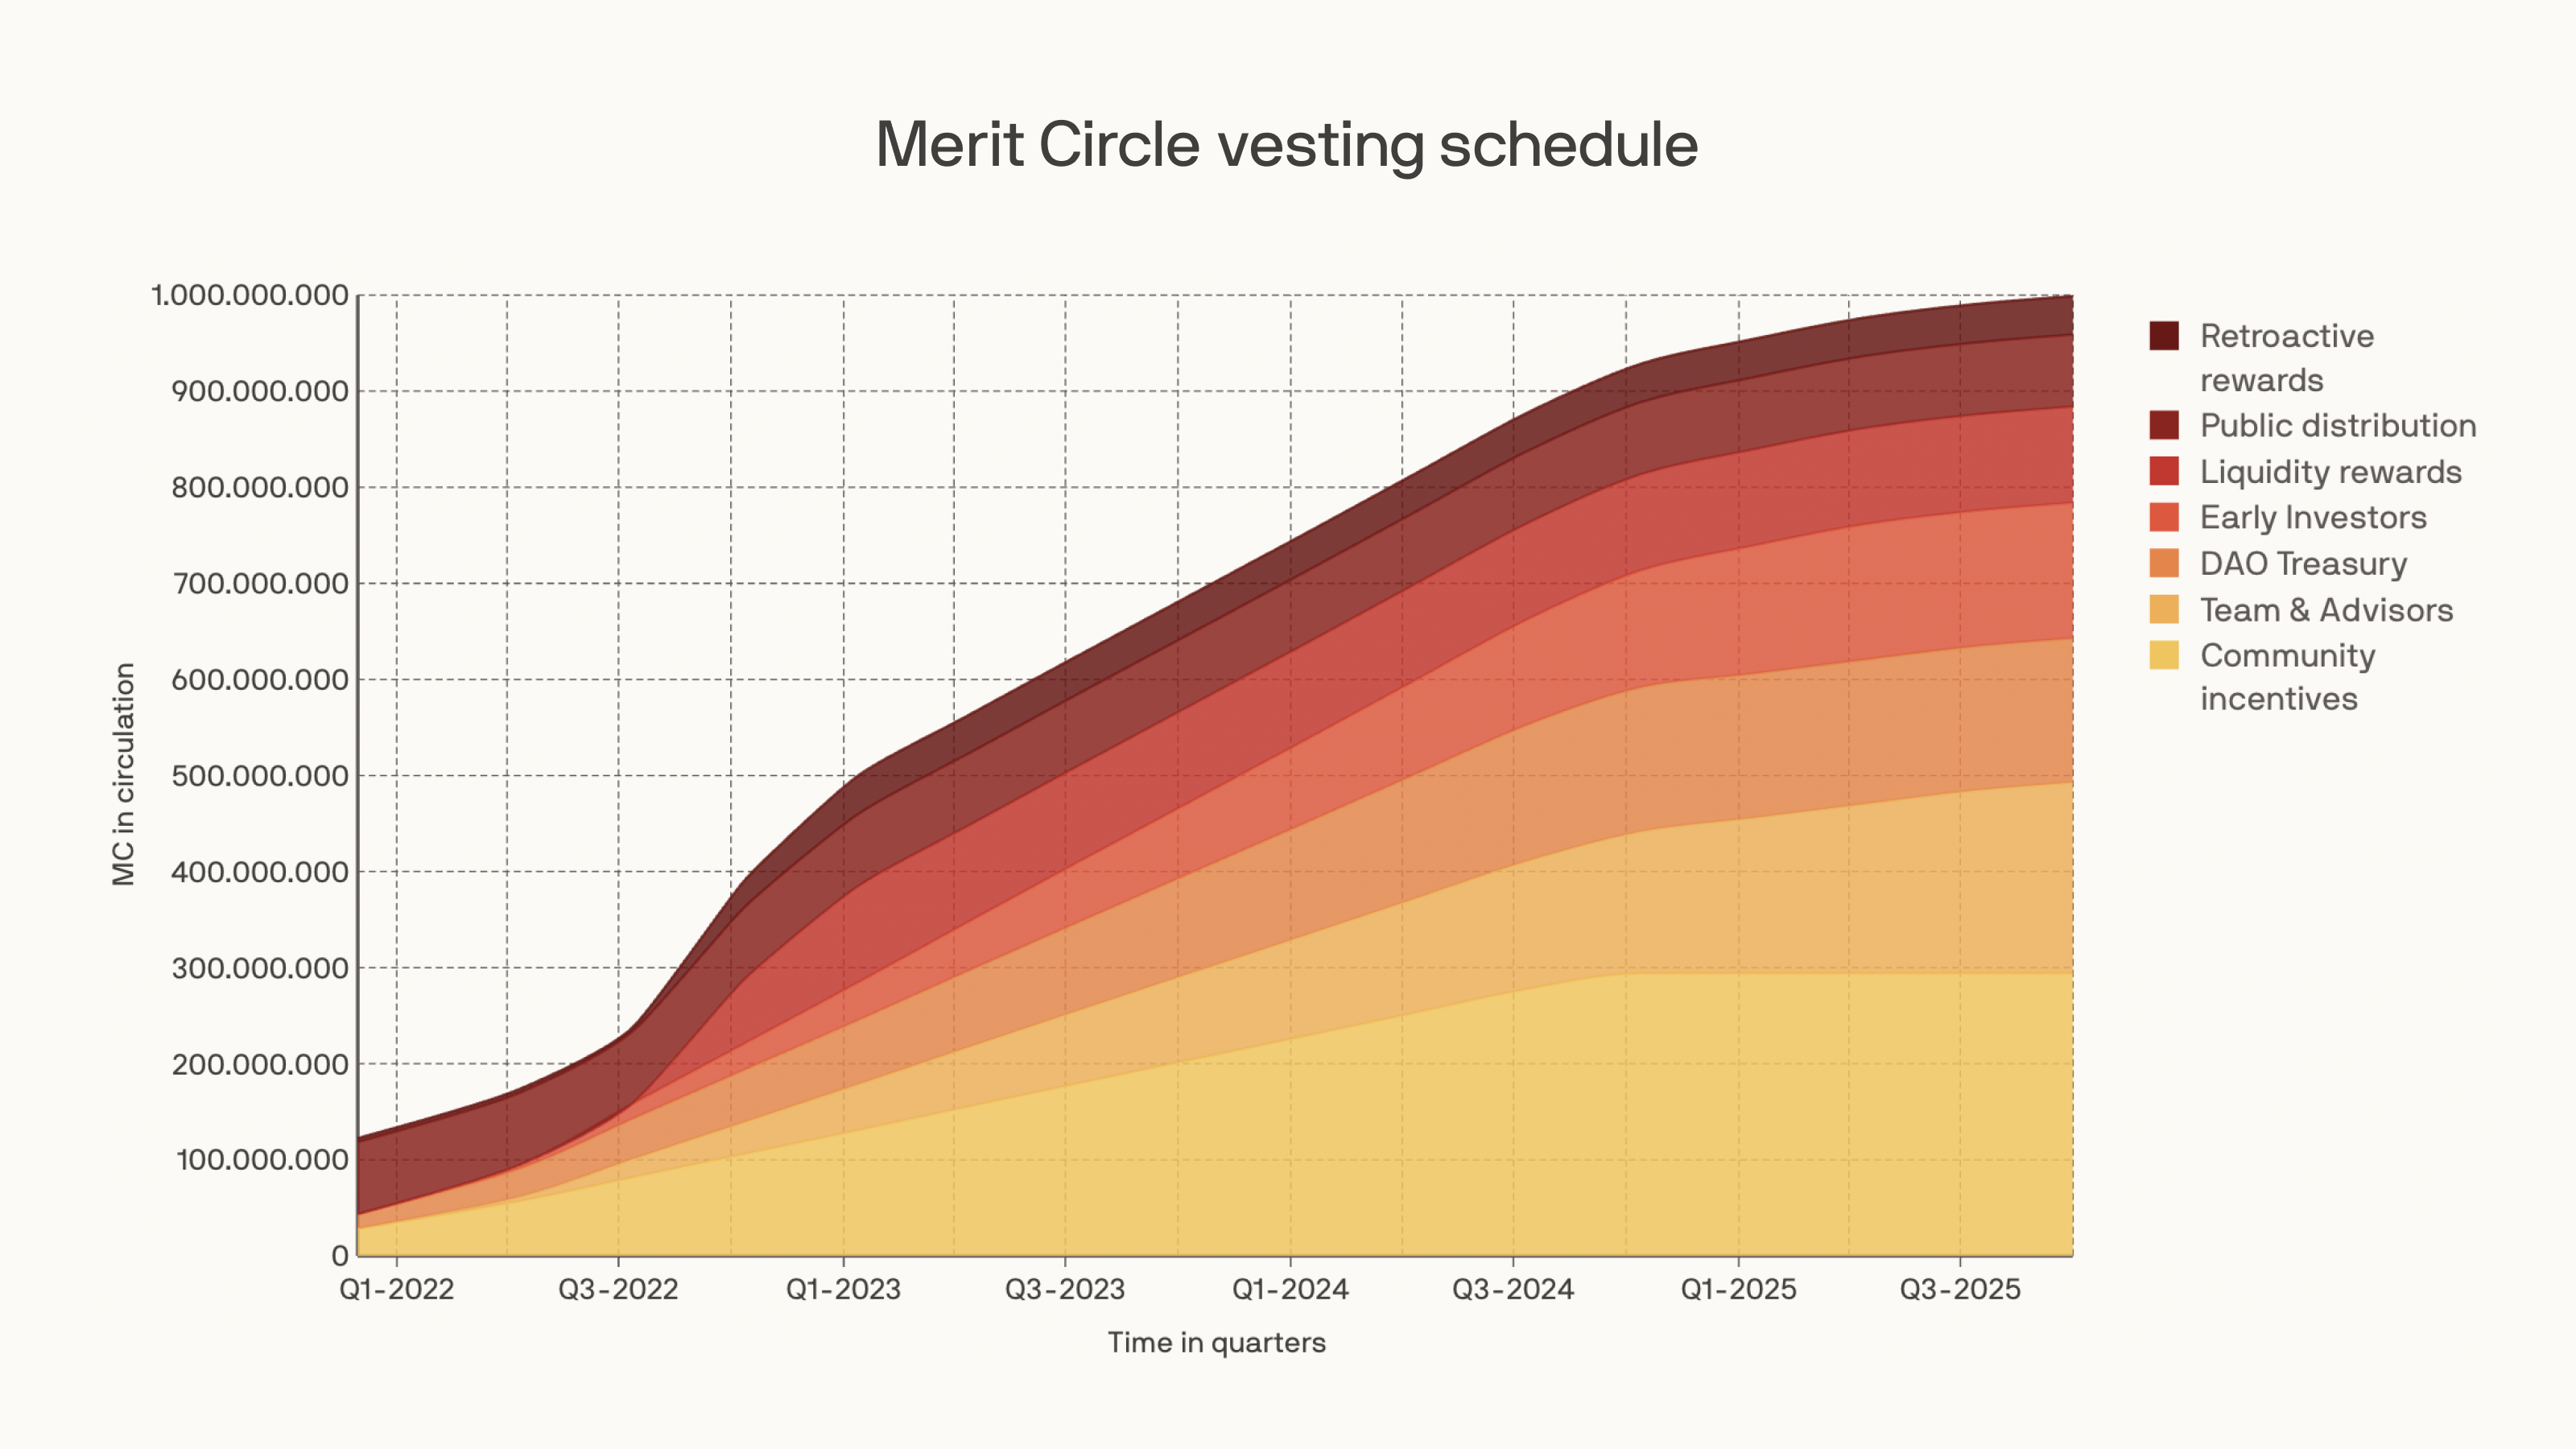 Merit Circle vesting schedule
1.000.000.000
900.000.000
800.000.000
700.000.000
600.000.000
500.000.000
400.000.000
300.000.000
200.000.000
100.000.000
0
MC in circulation
Q1-2022
Q3-2022
Q1-2023
Q3-2023
Q1-2024
Q3-2024
Q1-2025
Q3-2025
Time in quarters
Retroactive
rewards
Public distribution
Liquidity rewards
Early Investors
DAO Treasury
Team & Advisors
Community
incentives